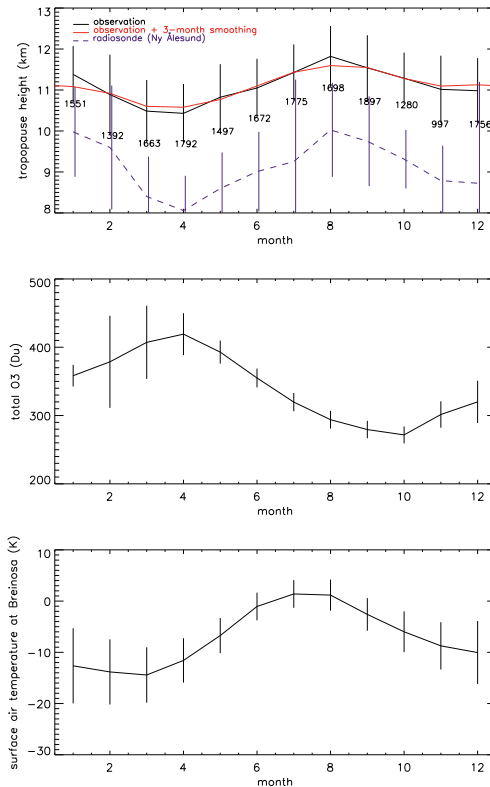 observation
observation + 3-month smoothing
radiosonde (Ny Ålesund)
tropopause height (km)
13
12
11
10
9
8
1551
1392
1663
1792
1497
1672
1775
1698
1897
1280
997
1756
2 4 6 8 10 12
month
total O3 (Du)
500
400
300
200
2 4 6 8 10 12
month
surface air temperature at Breinosa (K)
10
0
-10
-20
-30
2 4 6 8 10 12
month